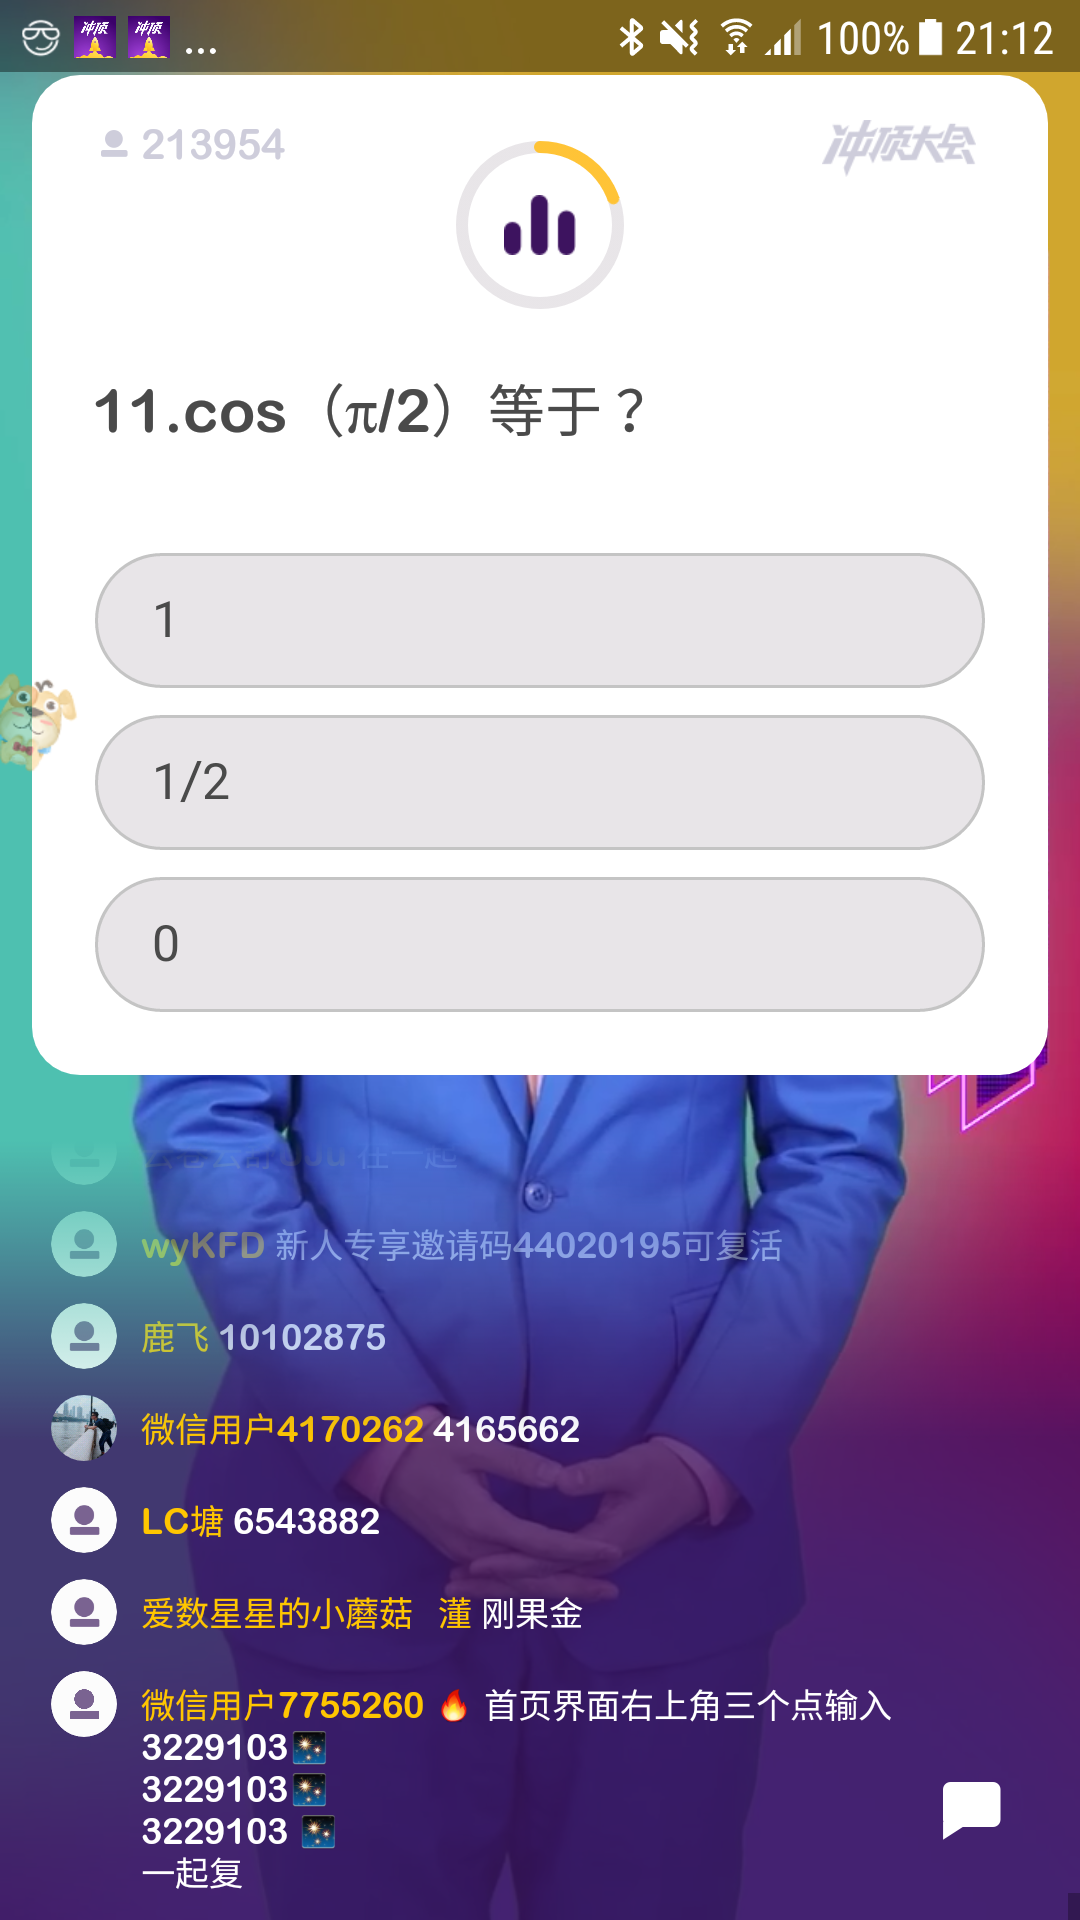 冲顶 冲顶 ... 100% 21:12
213954
冲顶大会
11.cos（π/2）等于？
1
1/2
0
wyKFD 新人专享邀请码44020195可复活
鹿飞 10102875
微信用户4170262 4165662
LC塘 6543882
爱数星星的小蘑菇 蓮 刚果金
微信用户7755260 🔥 首页界面右上角三个点输入
3229103🎇
3229103🎇
3229103 🎇
一起复